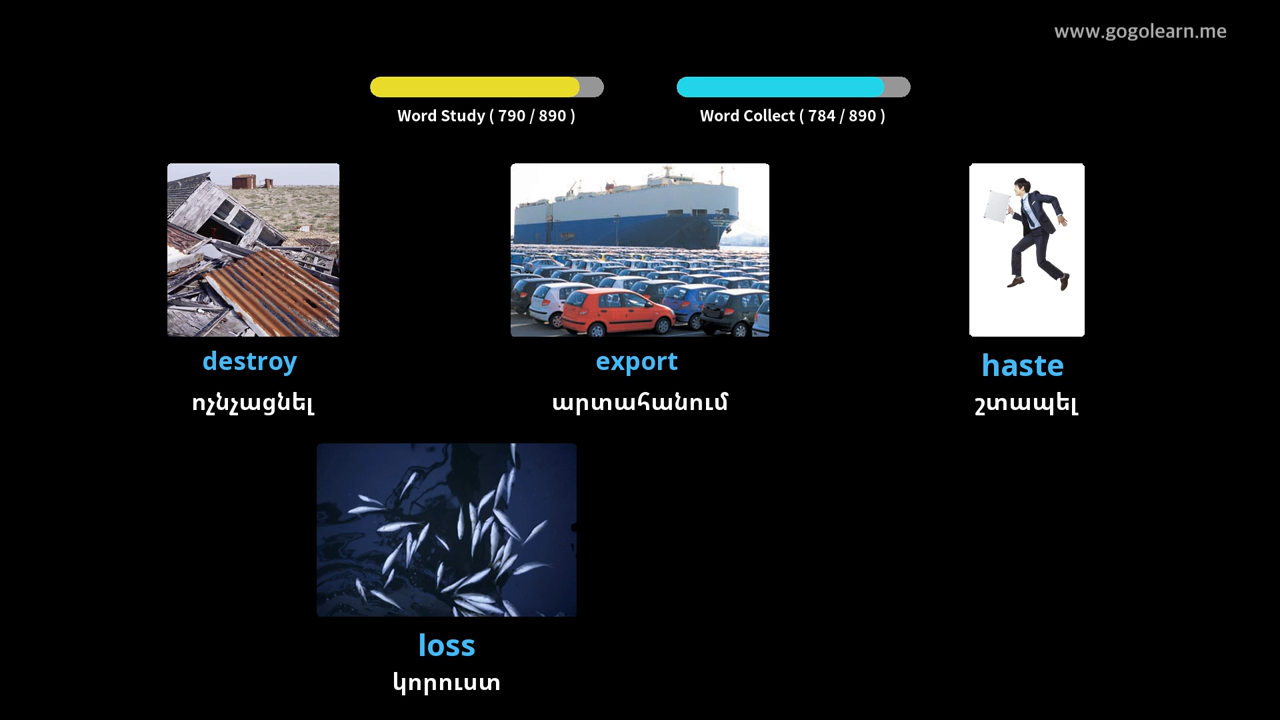 www.gogolearn.me
Word Study ( 790 / 890 )
Word Collect ( 784 / 890 )
destroy
export
haste
ոչնչացնել
արտահանում
շտապել
loss
կորուստ